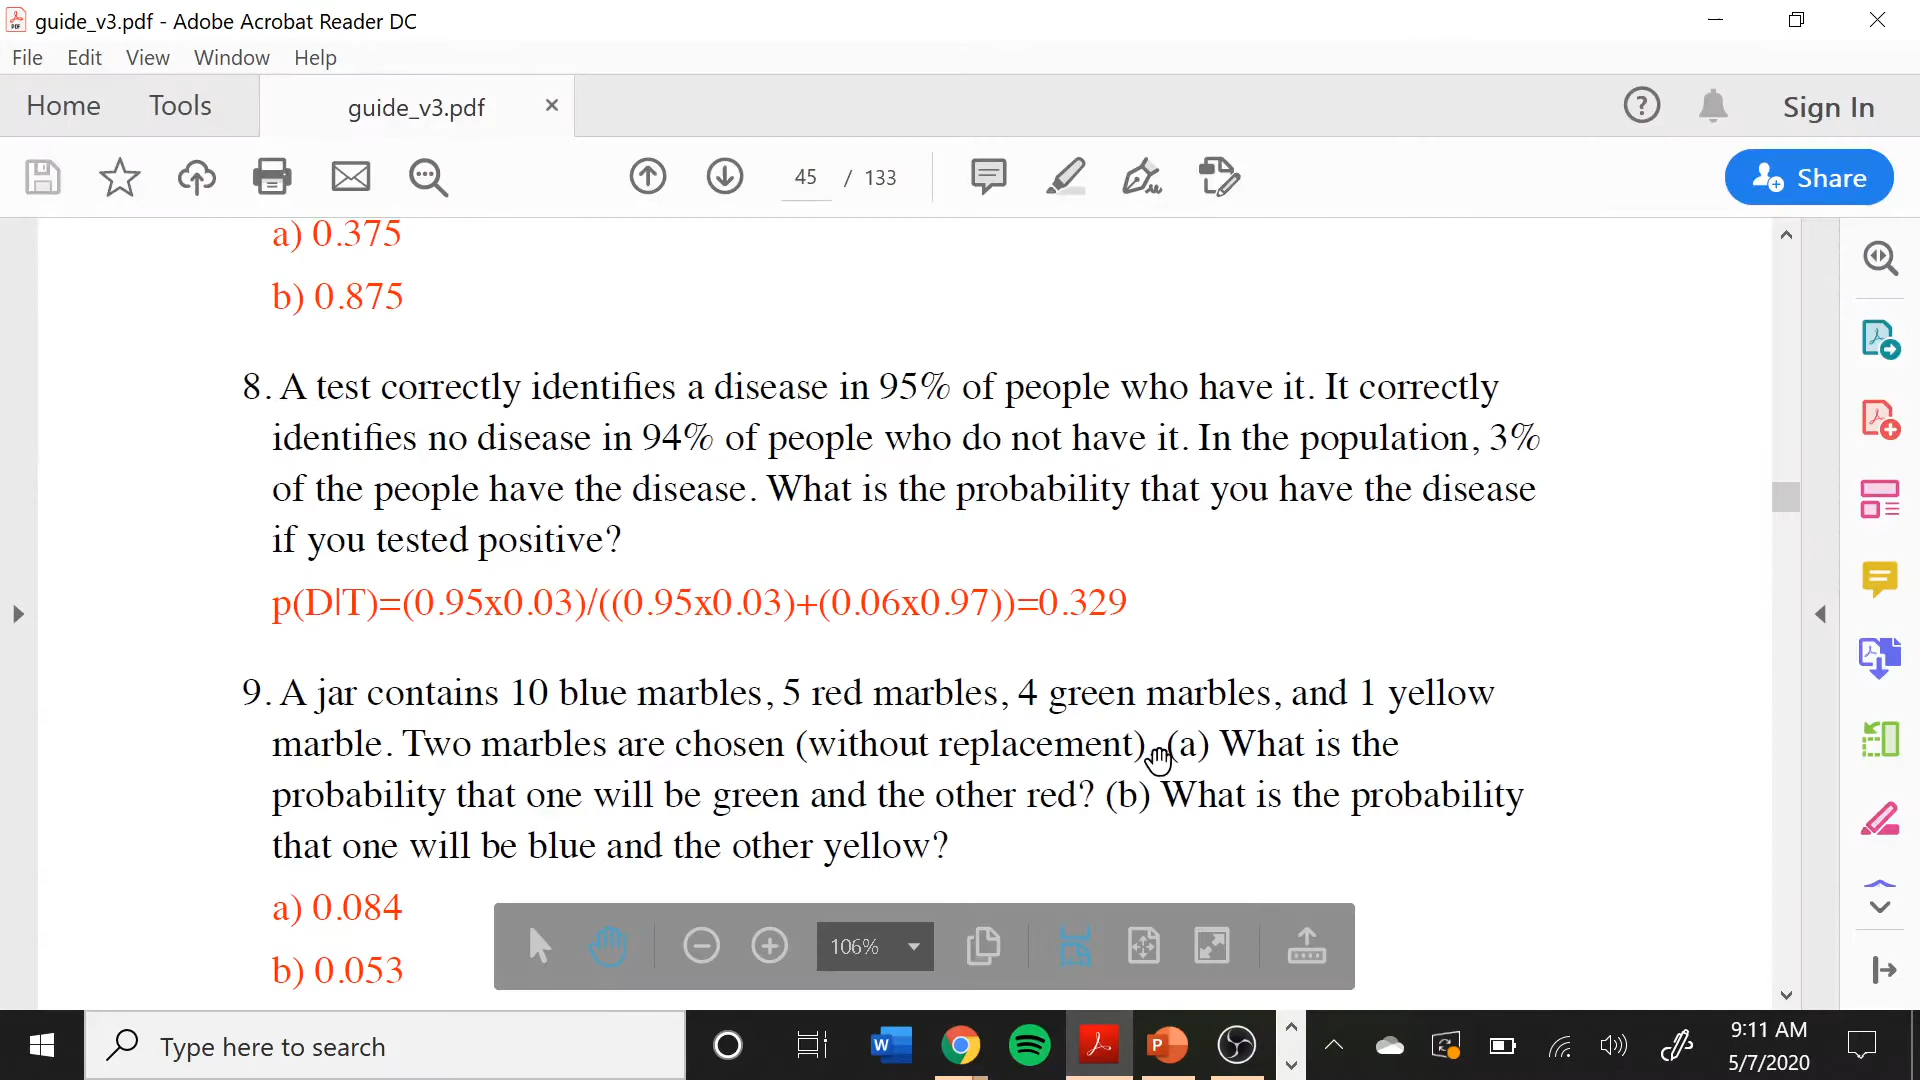 guide_v3.pdf - Adobe Acrobat Reader DC
File Edit View Window Help
Home Tools guide_v3.pdf × Sign In
45 / 133 Share
a) 0.375
b) 0.875
8. A test correctly identifies a disease in 95% of people who have it. It correctly
identifies no disease in 94% of people who do not have it. In the population, 3%
of the people have the disease. What is the probability that you have the disease
if you tested positive?
p(D|T)=(0.95x0.03)/((0.95x0.03)+(0.06x0.97))=0.329
9. A jar contains 10 blue marbles, 5 red marbles, 4 green marbles, and 1 yellow
marble. Two marbles are chosen (without replacement). (a) What is the
probability that one will be green and the other red? (b) What is the probability
that one will be blue and the other yellow?
a) 0.084
b) 0.053
106%
Type here to search
9:11 AM
5/7/2020